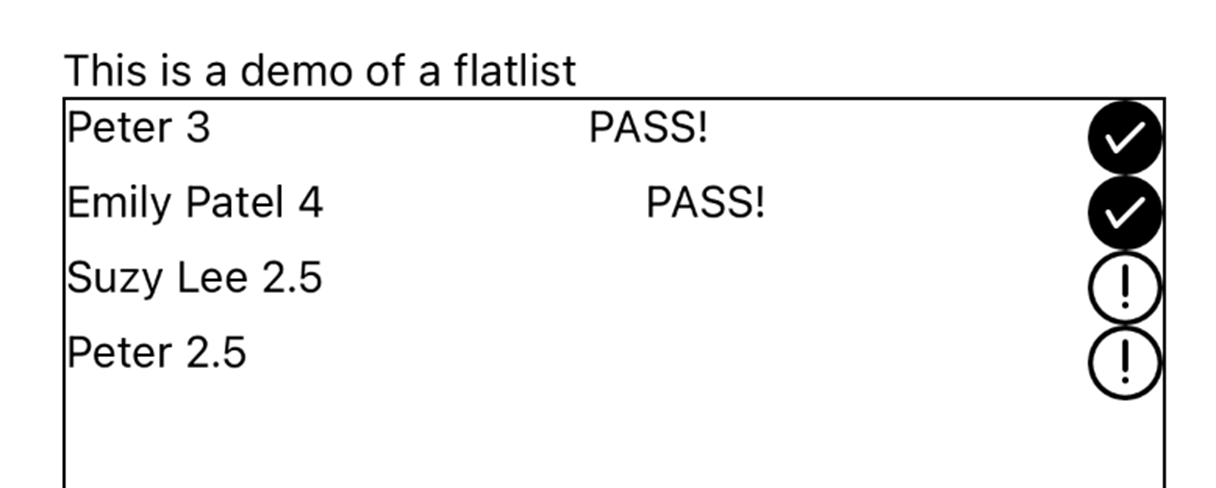 This is a demo of a flatlist
Peter 3 PASS!
Emily Patel 4 PASS!
Suzy Lee 2.5 !
Peter 2.5 !